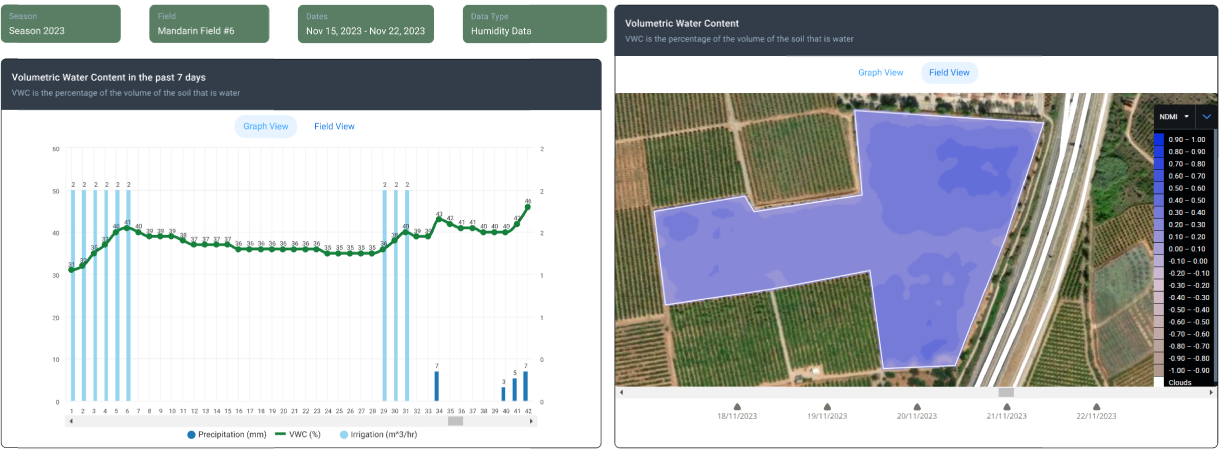 Season
Season 2023
Field
Mandarin Field #6
Dates
Nov 15, 2023 - Nov 22, 2023
Data Type
Humidity Data
Volumetric Water Content in the past 7 days
VWC is the percentage of the volume of the soil that is water
Graph View Field View
60 2
50 2
40 2
30 1
20 1
10 0
0 0
2 2 2 2 2 2 2 2 2
31 32 35 37 40 41 40 39 39 39 38 37 37 37 37 36 36 36 36 36 36 36 36 35 35 35 35 35 36 38 40 39 39 43 42 41 41 40 40 40 42 46
7 3 5 7
1 2 3 4 5 6 7 8 9 10 11 12 13 14 15 16 17 18 19 20 21 22 23 24 25 26 27 28 29 30 31 32 33 34 35 36 37 38 39 40 41 42
Precipitation (mm) VWC (%) Irrigation (m^3/hr)
Volumetric Water Content
VWC is the percentage of the volume of the soil that is water
Graph View Field View
NDMI
0.90 – 1.00
0.80 – 0.90
0.70 – 0.80
0.60 – 0.70
0.50 – 0.60
0.40 – 0.50
0.30 – 0.40
0.20 – 0.30
0.10 – 0.20
0.00 – 0.10
-0.10 – 0.00
-0.20 – -0.10
-0.30 – -0.20
-0.40 – -0.30
-0.50 – -0.40
-0.60 – -0.50
-0.70 – -0.60
-0.80 – -0.70
-0.90 – -0.80
-1.00 – -0.90
Clouds
18/11/2023 19/11/2023 20/11/2023 21/11/2023 22/11/2023